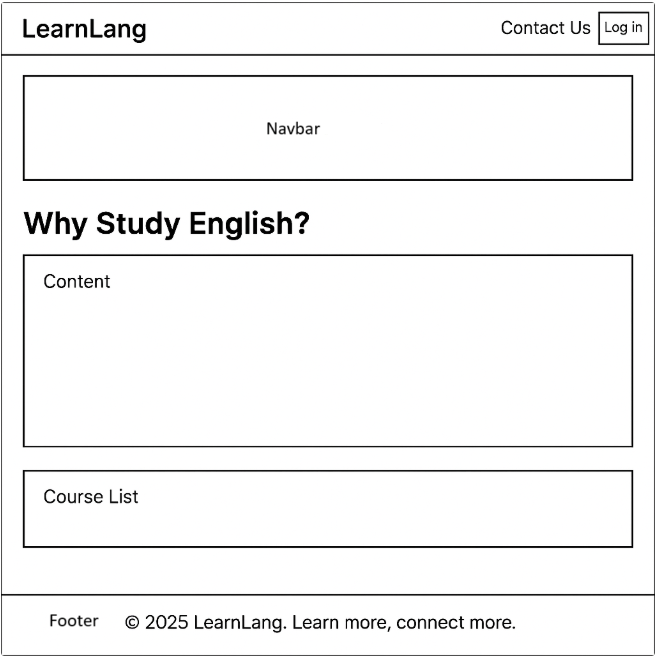 LearnLang Contact Us Log in
Navbar
Why Study English?
Content
Course List
Footer © 2025 LearnLang. Learn more, connect more.